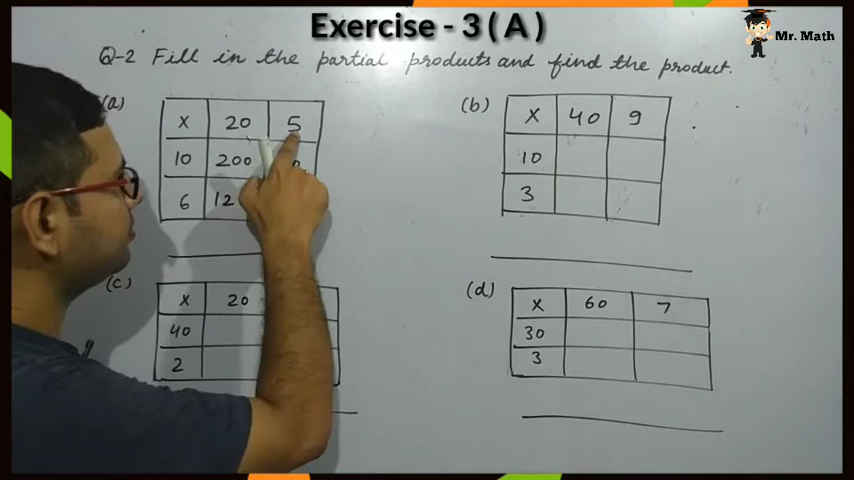 Exercise - 3 ( A )
Mr. Math
Q-2 Fill in the partial products and find the product.
(a)
X 20 5
10 200
6 12
(b)
X 40 9
10
3
(c)
X 20
40
2
(d)
X 60 7
30
3